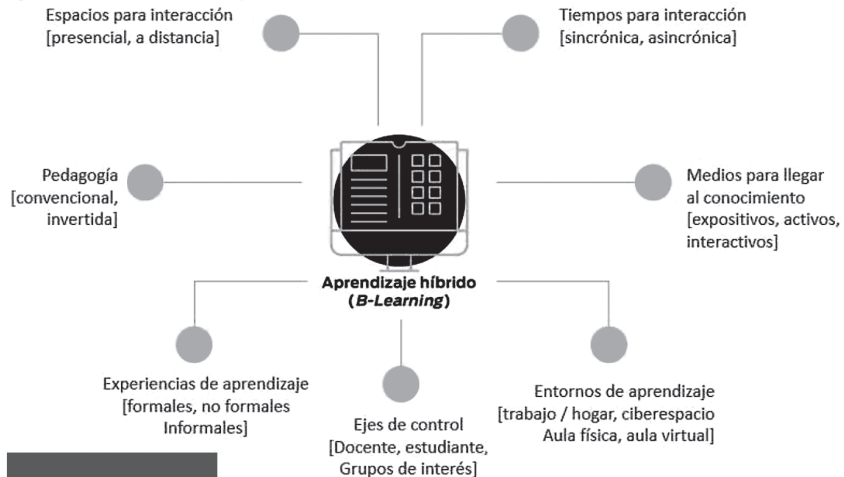 Espacios para interacción
[presencial, a distancia]
Tiempos para interacción
[sincrónica, asincrónica]
Pedagogía
[convencional,
invertida]
Medios para llegar
al conocimiento
[expositivos, activos,
interactivos]
Aprendizaje híbrido
(B-Learning)
Experiencias de aprendizaje
[formales, no formales
Informales]
Ejes de control
[Docente, estudiante,
Grupos de interés]
Entornos de aprendizaje
[trabajo / hogar, ciberespacio
Aula física, aula virtual]